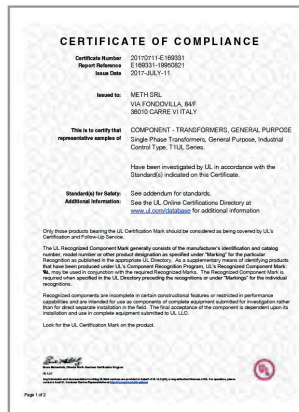 CERTIFICATE OF COMPLIANCE
Certificate Number 20170711-E169331
Report Reference E169331-19950821
Issue Date 2017-JULY-11
Issued to: METH SRL
VIA FONDOVILLA, 84/F
36010 CARRE VI ITALY
This is to certify that COMPONENT - TRANSFORMERS, GENERAL PURPOSE
representative samples of Single Phase Transformers, General Purpose, Industrial
Control Type, T1UL Series.
Have been investigated by UL in accordance with the
Standard(s) indicated on this Certificate.
Standard(s) for Safety: See addendum for standards.
Additional Information: See the UL Online Certifications Directory at
www.ul.com/database for additional information
Only those products bearing the UL Certification Mark should be considered as being covered by UL's
Certification and Follow-Up Service.
The UL Recognized Component Mark generally consists of the manufacturer's identification and catalog
number, model number or other product designation as specified under "Marking" for the particular
Recognition as published in the appropriate UL Directory. As a supplementary means of identifying products
that have been produced under UL's Component Recognition Program, UL's Recognized Component Mark:
, may be used in conjunction with the required Recognized Marks. The Recognized Component Mark is
required when specified in the UL Directory preceding the recognitions or under "Markings" for the individual
recognitions.
Recognized components are incomplete in certain constructional features or restricted in performance
capabilities and are intended for use as components of complete equipment submitted for investigation rather
than for direct separate installation in the field. The final acceptance of the component is dependent upon its
installation and use in complete equipment submitted to UL LLC.
Look for the UL Certification Mark on the product.
UL LLC
UL
Page 1 of 2